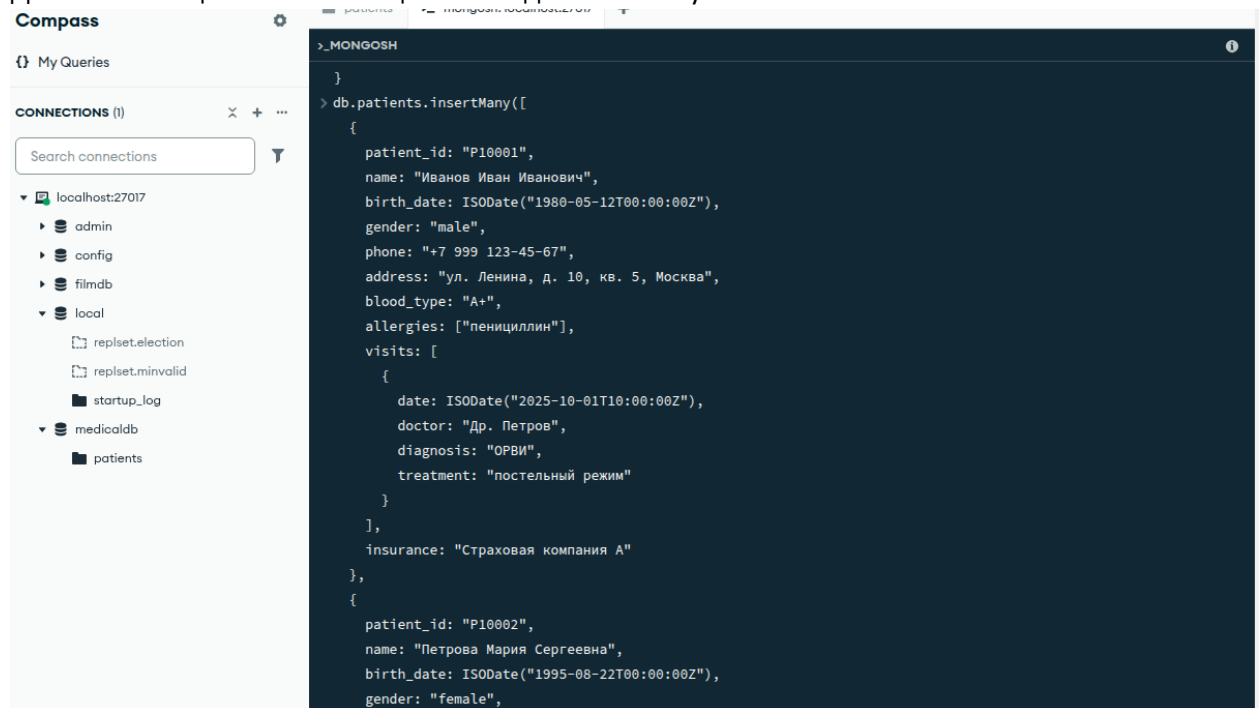 Compass
{} My Queries
CONNECTIONS (1)
Search connections
localhost:27017
admin
config
filmdb
local
replset.election
replset.minvalid
startup_log
medicaldb
patients
patients >_ mongosh: localhost:27017 +
>_MONGOSH
}
> db.patients.insertMany([
{
patient_id: "P10001",
name: "Иванов Иван Иванович",
birth_date: ISODate("1980-05-12T00:00:00Z"),
gender: "male",
phone: "+7 999 123-45-67",
address: "ул. Ленина, д. 10, кв. 5, Москва",
blood_type: "A+",
allergies: ["пенициллин"],
visits: [
{
date: ISODate("2025-10-01T10:00:00Z"),
doctor: "Др. Петров",
diagnosis: "ОРВИ",
treatment: "постельный режим"
}
],
insurance: "Страховая компания А"
},
{
patient_id: "P10002",
name: "Петрова Мария Сергеевна",
birth_date: ISODate("1995-08-22T00:00:00Z"),
gender: "female",